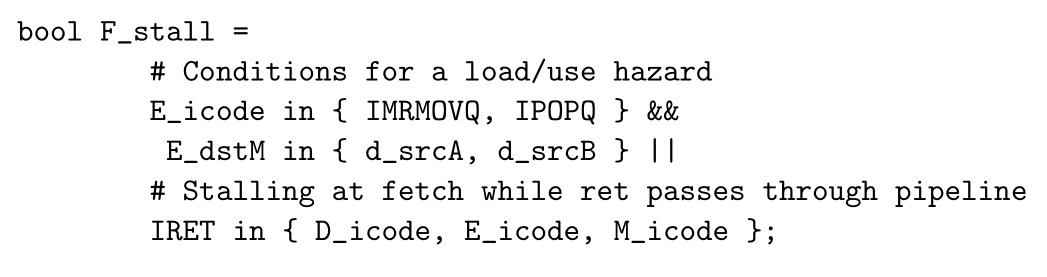 bool F_stall =
# Conditions for a load/use hazard
E_icode in { IMRMOVQ, IPOPQ } &&
E_dstM in { d_srcA, d_srcB } ||
# Stalling at fetch while ret passes through pipeline
IRET in { D_icode, E_icode, M_icode };